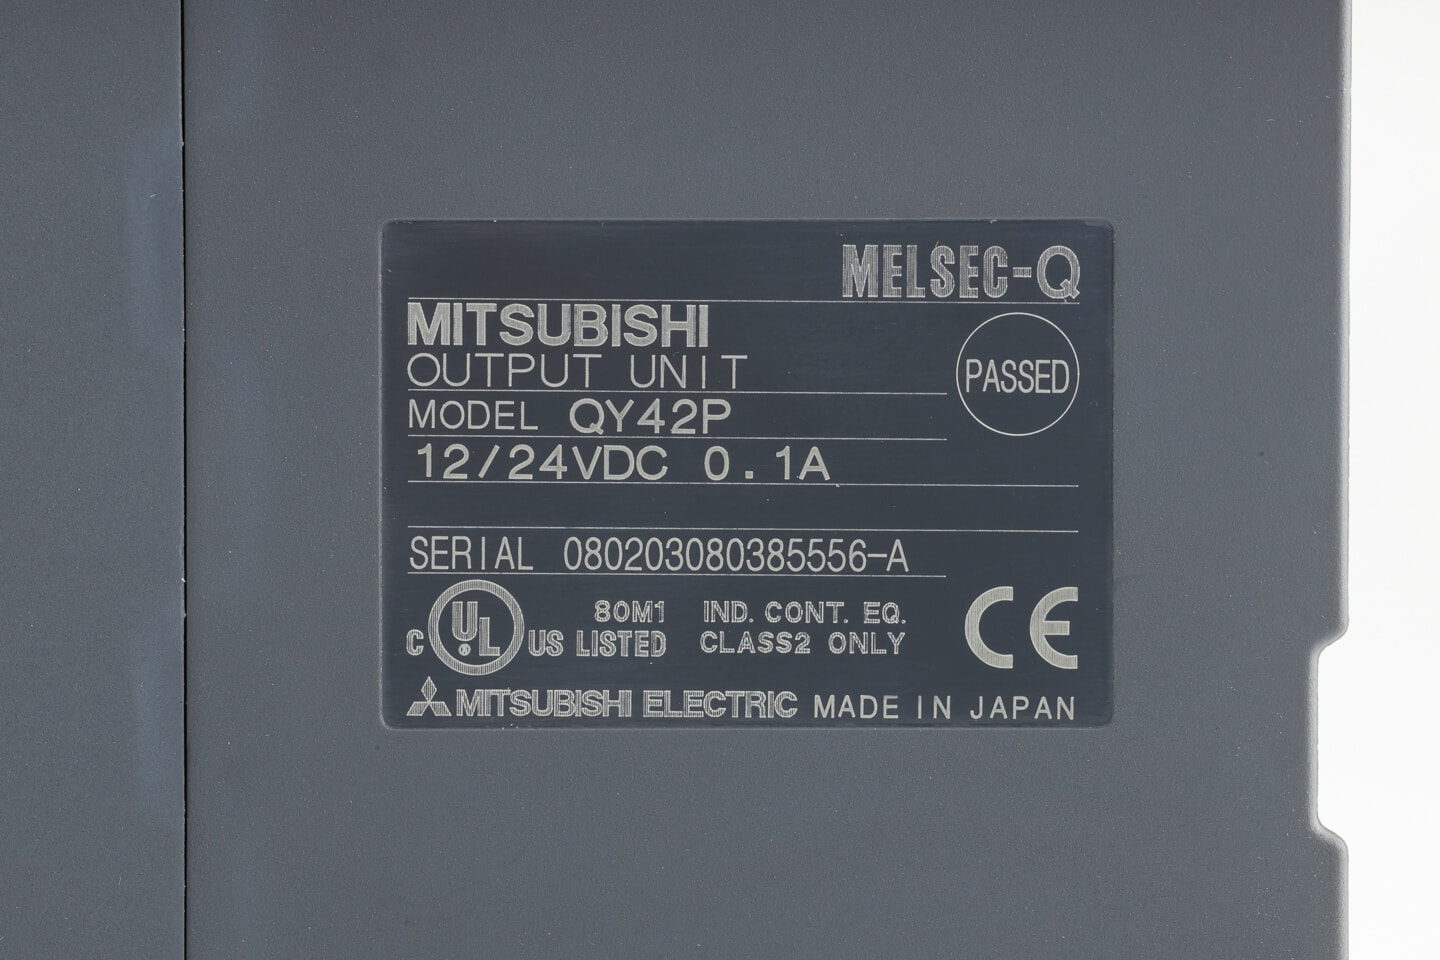 MELSEC-Q
MITSUBISHI
OUTPUT UNIT
PASSED
MODEL QY42P
12/24VDC 0.1A
SERIAL 080203080385556-A
C UL ® US LISTED
80M1 IND. CONT. EQ.
CLASS2 ONLY
CE
MITSUBISHI ELECTRIC MADE IN JAPAN